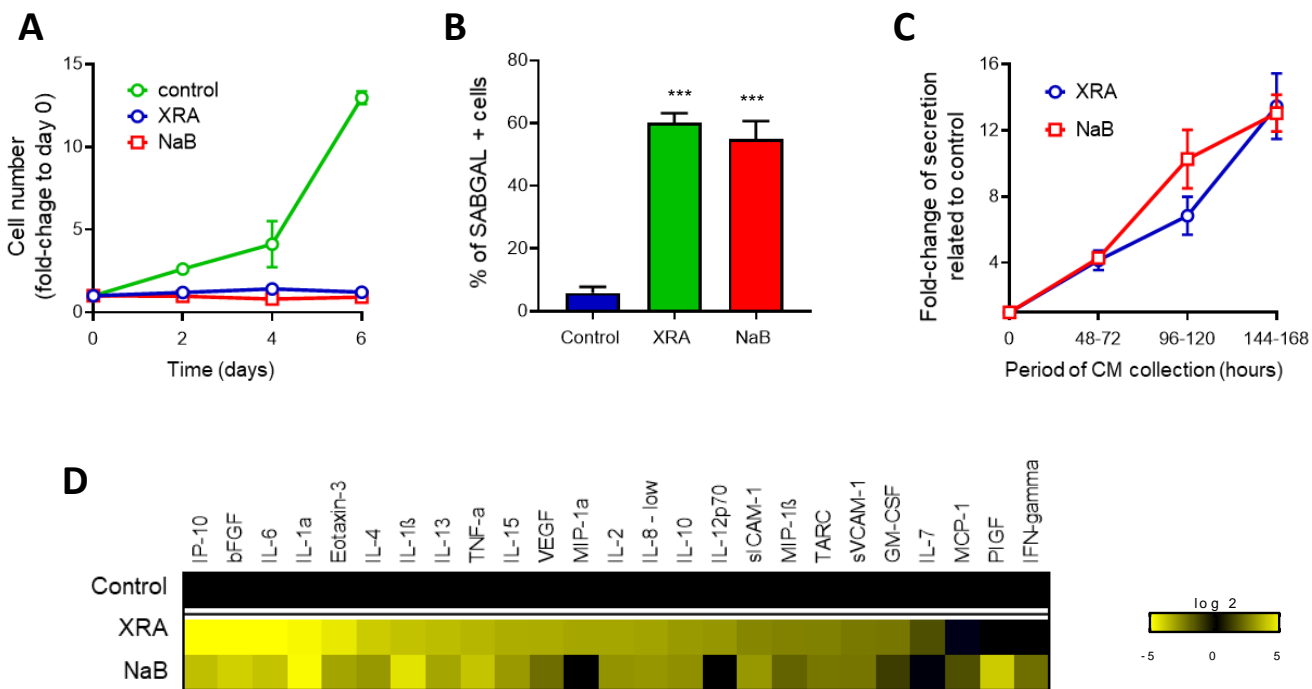 A
B
C
15
10
5
0
0
2
4
6
control
XRA
NaB
Cell number
(fold-chage to day 0)
Time (days)
80
60
40
20
0
% of SABGAL + cells
***
***
Control
XRA
NaB
16
12
8
4
XRA
NaB
Fold-change of secretion
related to control
0
48-72
96-120
144-168
Period of CM collection (hours)
D
IP-10
bFGF
IL-6
IL-1a
Eotaxin-3
IL-4
IL-1ß
IL-13
TNF-a
IL-15
VEGF
MIP-1a
IL-2
IL-8 - low
IL-10
IL-12p70
sICAM-1
MIP-1ß
TARC
sVCAM-1
GM-CSF
IL-7
MCP-1
PIGF
IFN-gamma
Control
XRA
NaB
log 2
-5
0
5